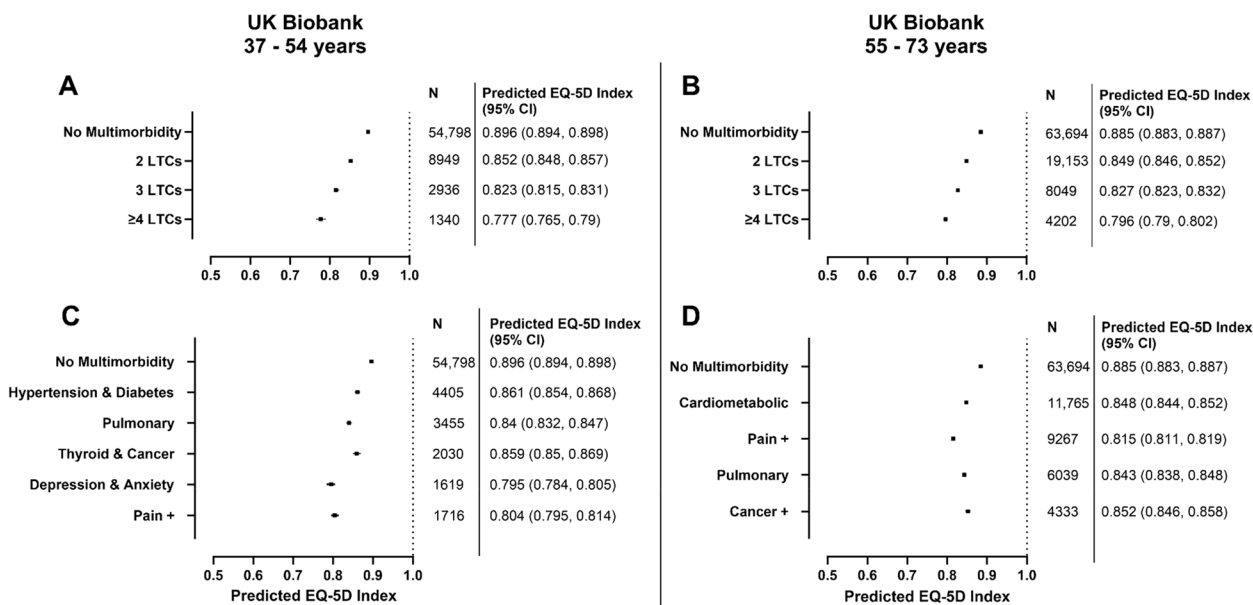 UK Biobank
37 - 54 years
UK Biobank
55 - 73 years
A
N Predicted EQ-5D Index
(95% CI)
No Multimorbidity 54,798 0.896 (0.894, 0.898)
2 LTCs 8949 0.852 (0.848, 0.857)
3 LTCs 2936 0.823 (0.815, 0.831)
≥4 LTCs 1340 0.777 (0.765, 0.79)
0.5 0.6 0.7 0.8 0.9 1.0
B
N Predicted EQ-5D Index
(95% CI)
No Multimorbidity 63,694 0.885 (0.883, 0.887)
2 LTCs 19,153 0.849 (0.846, 0.852)
3 LTCs 8049 0.827 (0.823, 0.832)
≥4 LTCs 4202 0.796 (0.79, 0.802)
0.5 0.6 0.7 0.8 0.9 1.0
C
N Predicted EQ-5D Index
(95% CI)
No Multimorbidity 54,798 0.896 (0.894, 0.898)
Hypertension & Diabetes 4405 0.861 (0.854, 0.868)
Pulmonary 3455 0.84 (0.832, 0.847)
Thyroid & Cancer 2030 0.859 (0.85, 0.869)
Depression & Anxiety 1619 0.795 (0.784, 0.805)
Pain + 1716 0.804 (0.795, 0.814)
0.5 0.6 0.7 0.8 0.9 1.0
Predicted EQ-5D Index
D
N Predicted EQ-5D Index
(95% CI)
No Multimorbidity 63,694 0.885 (0.883, 0.887)
Cardiometabolic 11,765 0.848 (0.844, 0.852)
Pain + 9267 0.815 (0.811, 0.819)
Pulmonary 6039 0.843 (0.838, 0.848)
Cancer + 4333 0.852 (0.846, 0.858)
0.5 0.6 0.7 0.8 0.9 1.0
Predicted EQ-5D Index